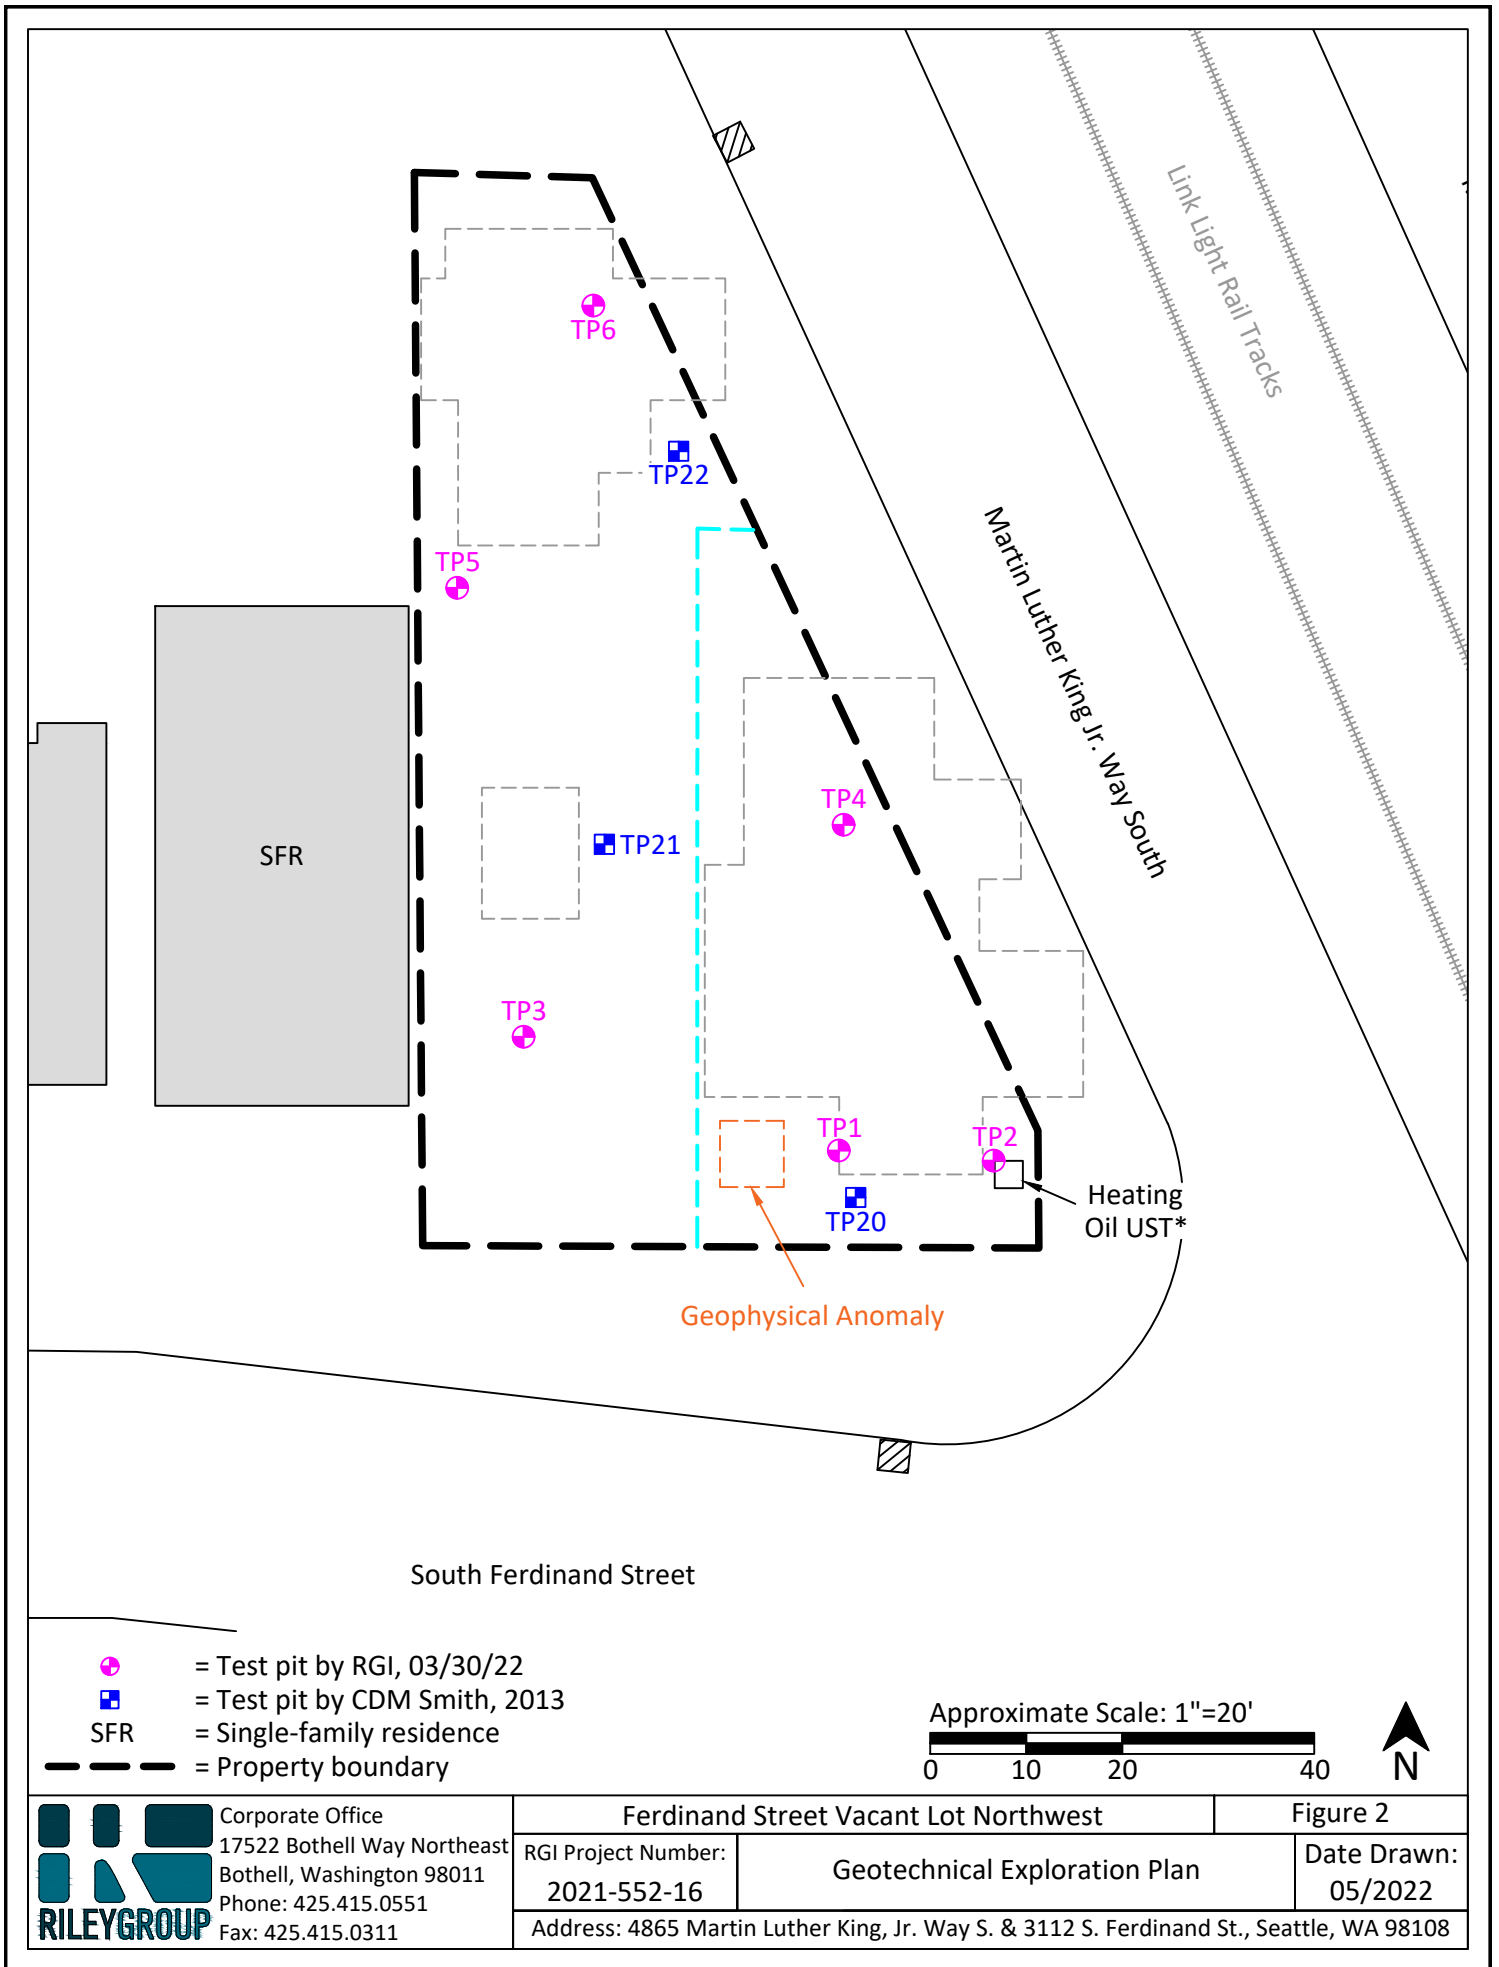 Link Light Rail Tracks
TP6
TP22
Martin Luther King Jr. Way South
TP5
TP4
TP21
SFR
TP3
TP1
TP2
Heating
Oil UST*
TP20
Geophysical Anomaly
South Ferdinand Street
= Test pit by RGI, 03/30/22
= Test pit by CDM Smith, 2013
SFR = Single-family residence
= Property boundary
Approximate Scale: 1"=20'
0 10 20 40
N
RILEYGROUP
Corporate Office
17522 Bothell Way Northeast
Bothell, Washington 98011
Phone: 425.415.0551
Fax: 425.415.0311
Ferdinand Street Vacant Lot Northwest
Figure 2
RGI Project Number:
2021-552-16
Geotechnical Exploration Plan
Date Drawn:
05/2022
Address: 4865 Martin Luther King, Jr. Way S. & 3112 S. Ferdinand St., Seattle, WA 98108